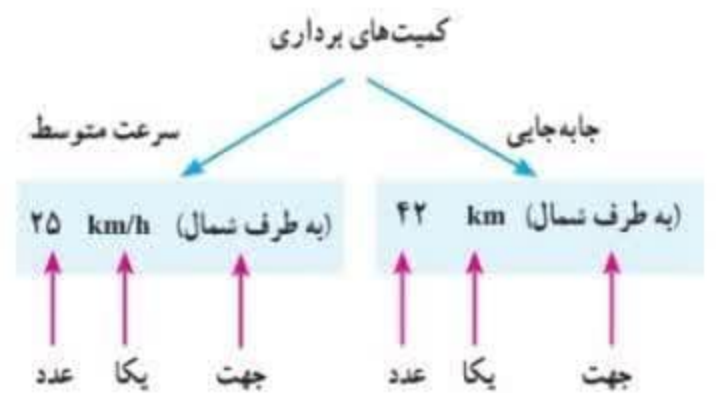 کمیت‌های برداری
جابه‌جایی
سرعت متوسط
۴۲ km (به طرف شمال)
۲۵ km/h (به طرف شمال)
جهت یکا عدد
جهت یکا عدد